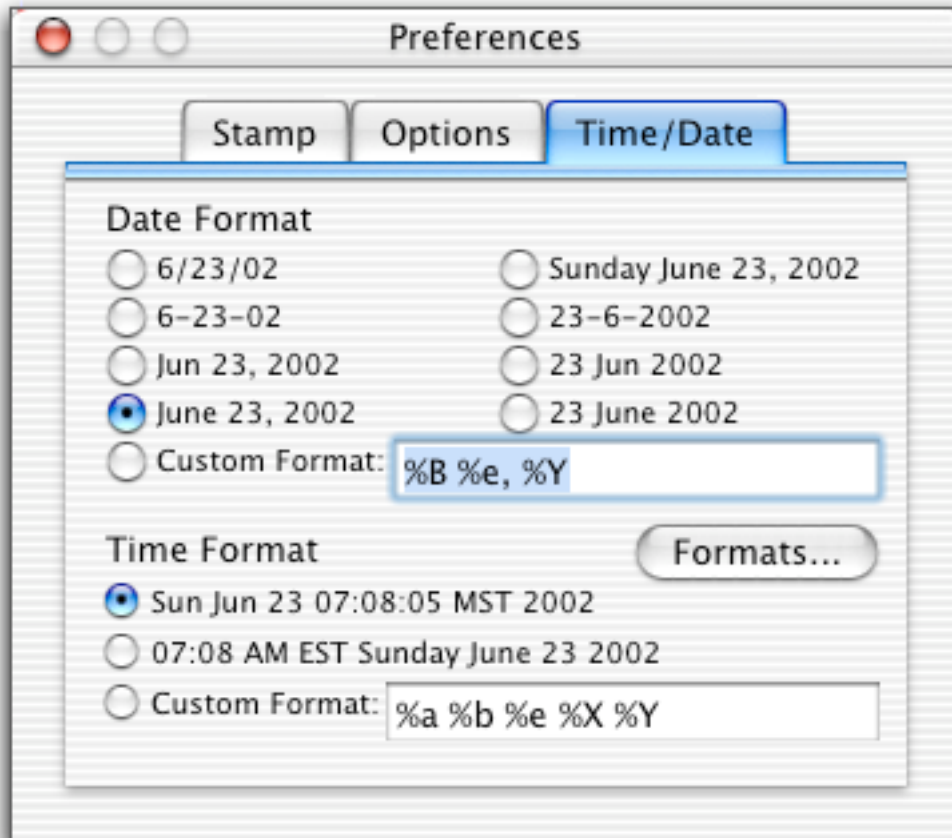 Preferences
Stamp Options Time/Date
Date Format
6/23/02 Sunday June 23, 2002
6-23-02 23-6-2002
Jun 23, 2002 23 Jun 2002
June 23, 2002 23 June 2002
Custom Format: %B %e, %Y
Time Format Formats...
Sun Jun 23 07:08:05 MST 2002
07:08 AM EST Sunday June 23 2002
Custom Format: %a %b %e %X %Y